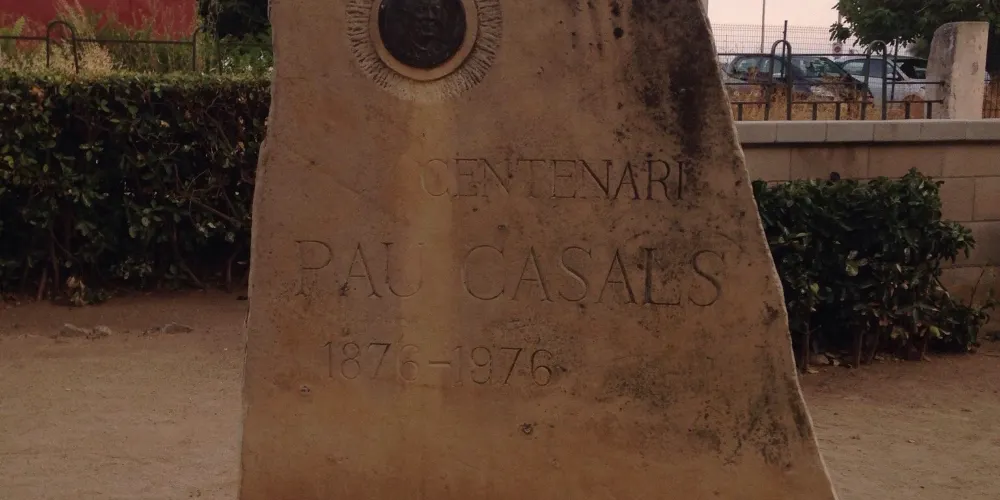 CENTENARI
PAU CASALS
1876-1976